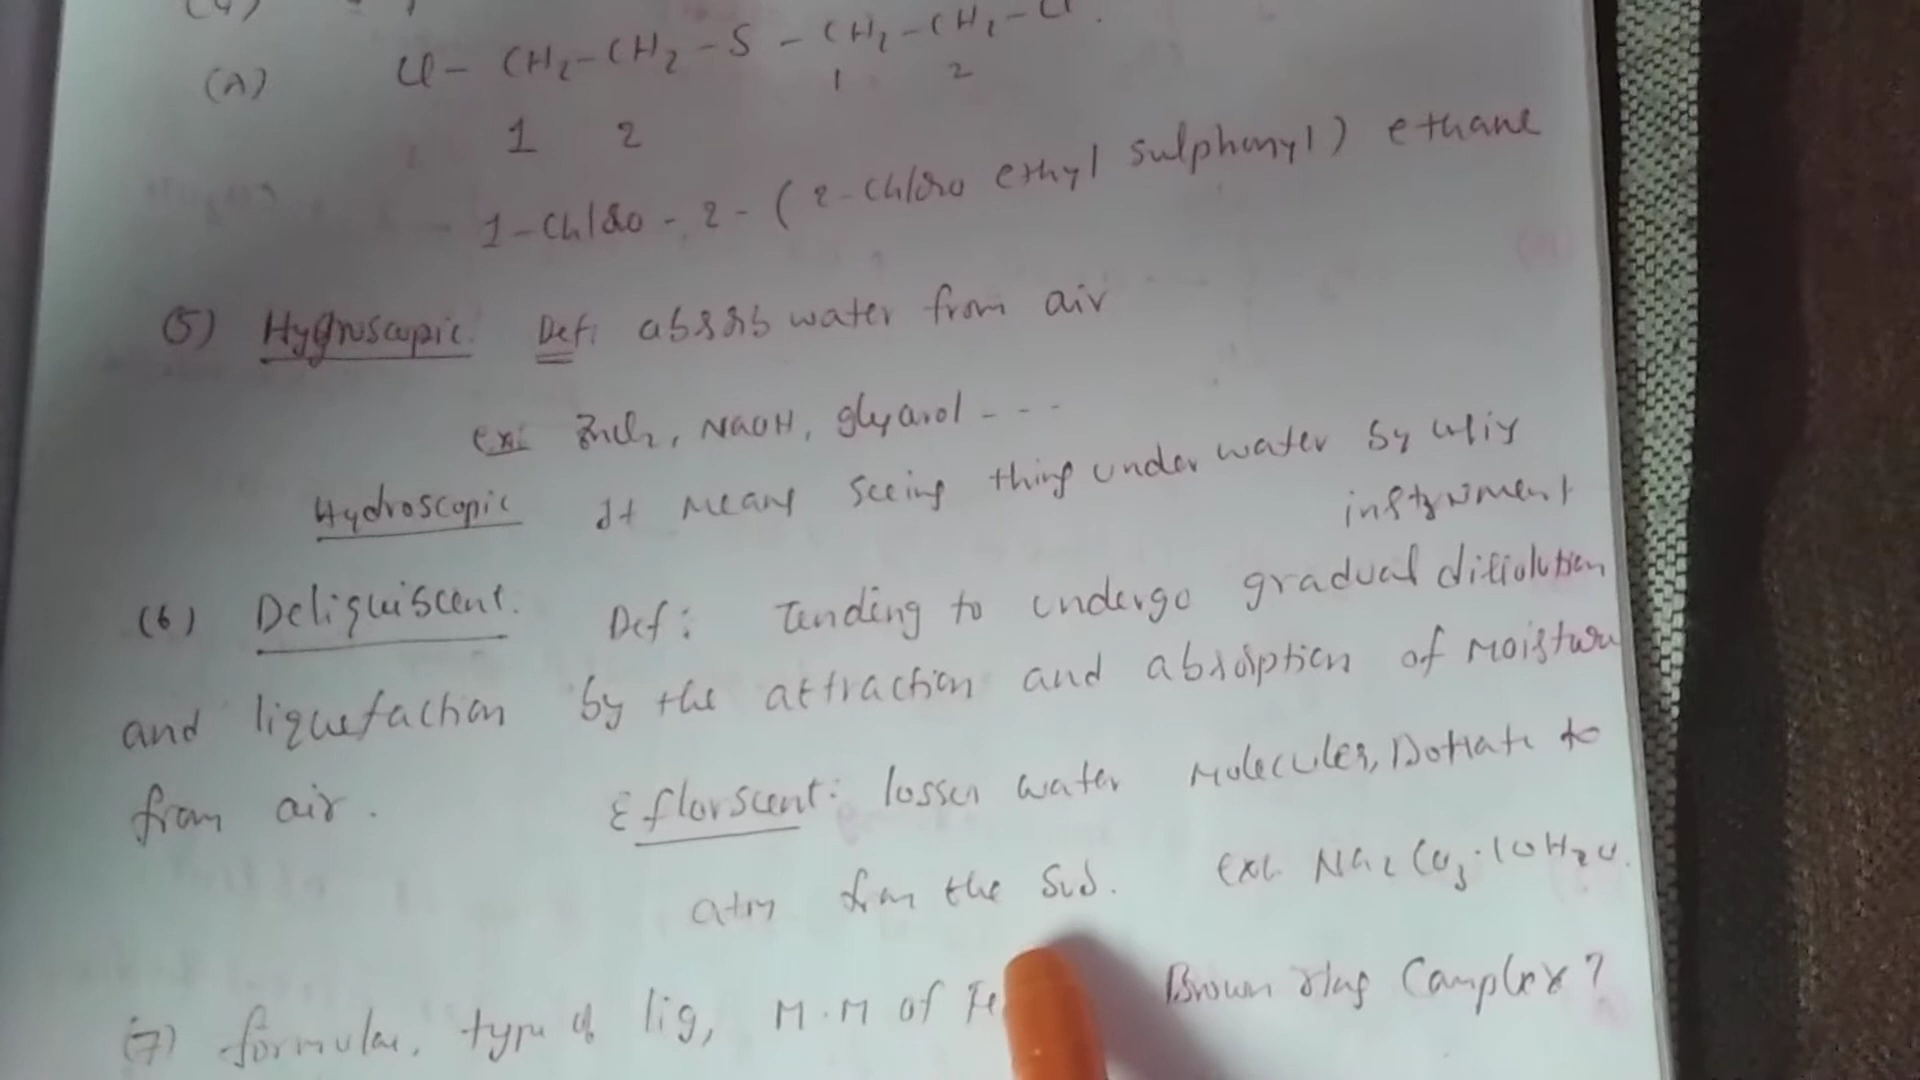 (A) Cl - CH2 - CH2 - S - CH2 - CH2 - Cl
1 2 1 2
1 - Chloro - 2 - ( 2 - Chloro ethyl sulphonyl ) ethane
(5) Hygroscopic. Def: absorb water from air
Ex: ZnCl2, NaOH, glycerol - - -
Hydroscopic It means seeing thing under water by using
instrument
(6) Deliquiscent. Def: Tending to undergo gradual dissolution
and liquefaction by the attraction and absorption of moisture
from air.
Eflorscent: losses water molecules, Do to
atm from the Sub. Ex: Na2CO3·10H2O.
(7) formulae, type of lig, M.M of Fe Brown ring Complex?